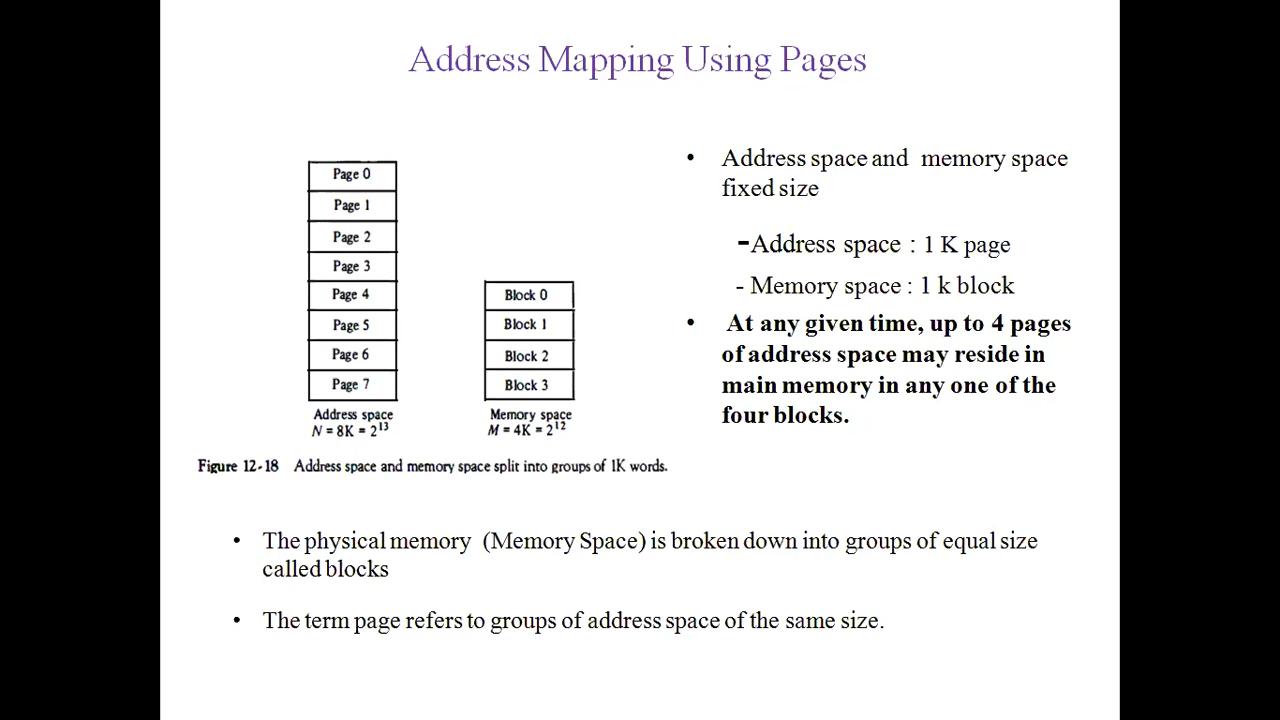 Address Mapping Using Pages
Page 0
Page 1
Page 2
Page 3
Page 4
Page 5
Page 6
Page 7
Address space
N = 8K = 2¹³
Block 0
Block 1
Block 2
Block 3
Memory space
M = 4K = 2¹²
Figure 12-18 Address space and memory space split into groups of 1K words.
• Address space and memory space
fixed size
-Address space : 1 K page
- Memory space : 1 k block
• At any given time, up to 4 pages
of address space may reside in
main memory in any one of the
four blocks.
• The physical memory (Memory Space) is broken down into groups of equal size
called blocks
• The term page refers to groups of address space of the same size.